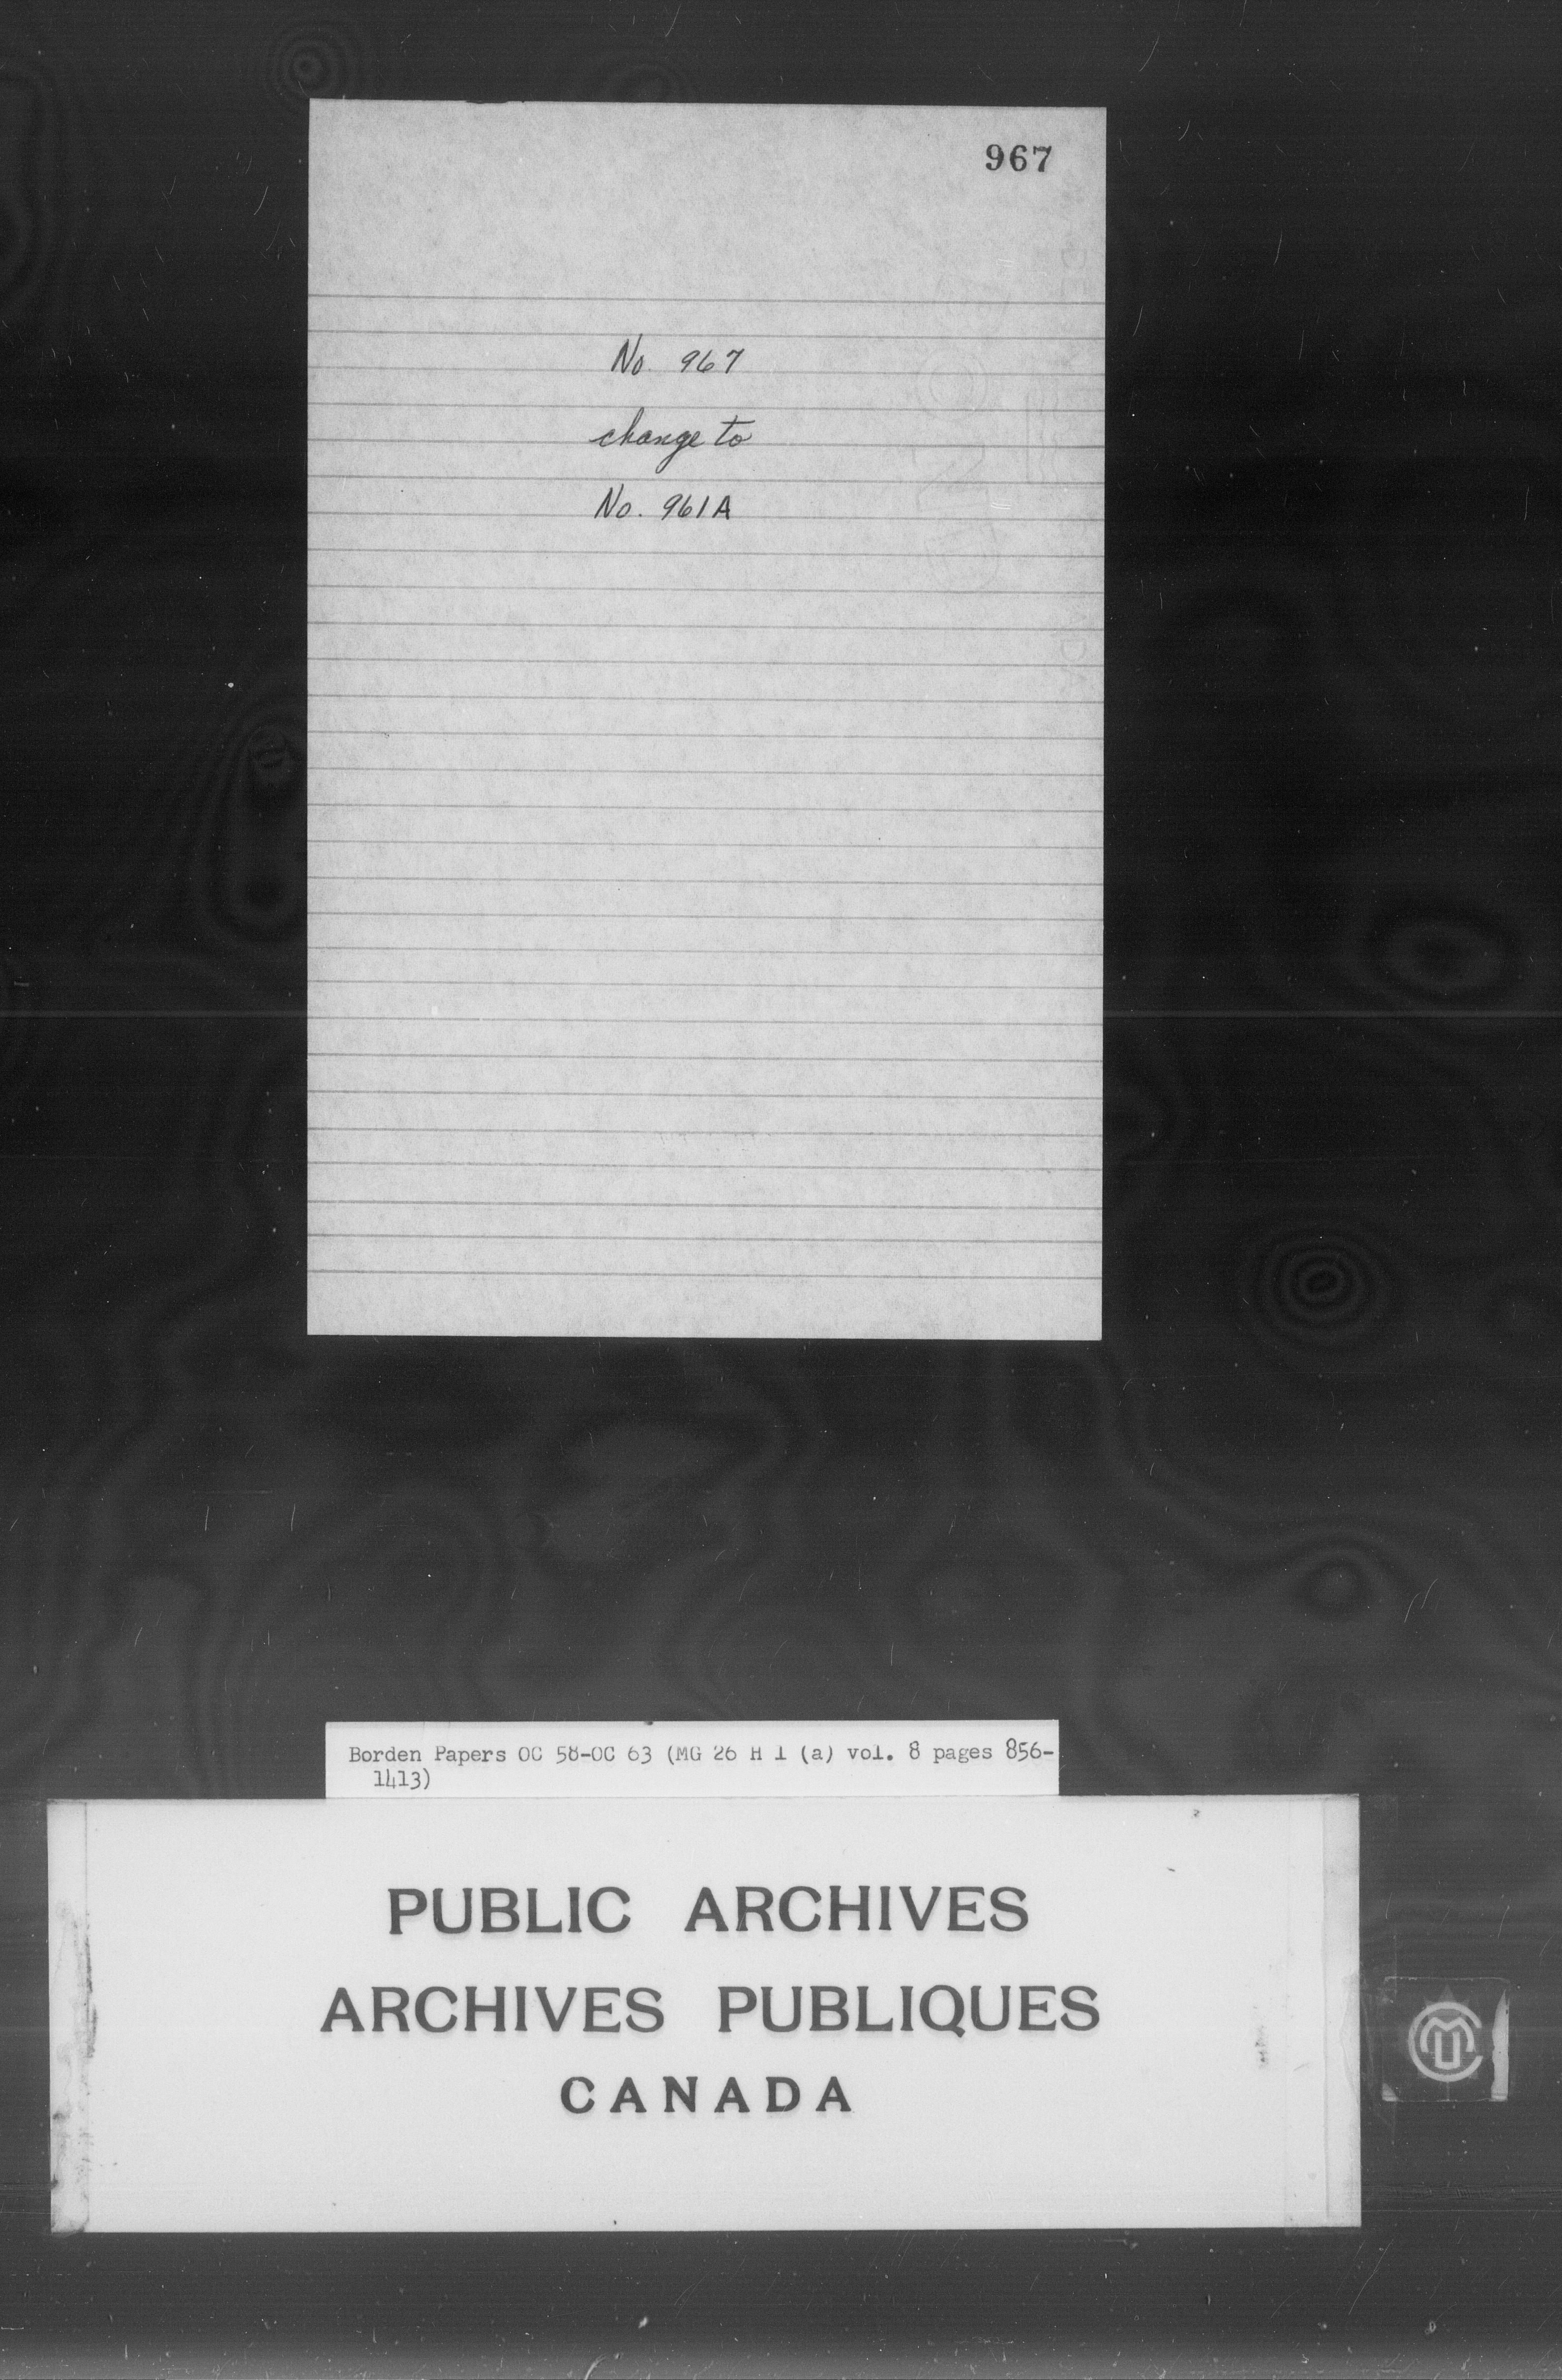 967
No. 967
change to
No. 961A
Borden Papers OC 58-OC 63 (MG 26 H 1 (a) vol. 8 pages 856-
1413)
PUBLIC ARCHIVES
ARCHIVES PUBLIQUES
CANADA